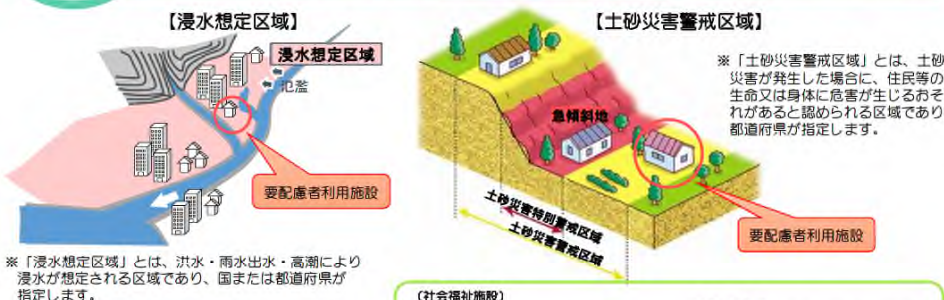 【浸水想定区域】
浸水想定区域
氾濫
要配慮者利用施設
※「浸水想定区域」とは、洪水・雨水出水・高潮により
浸水が想定される区域であり、国または都道府県が
指定します。
【土砂災害警戒区域】
※「土砂災害警戒区域」とは、土砂
災害が発生した場合に、住民等の
生命又は身体に危害が生じるおそ
れがあると認められる区域であり
都道府県が指定します。
急傾斜地
土砂災害特別警戒区域
土砂災害警戒区域
要配慮者利用施設
（社会福祉施設）